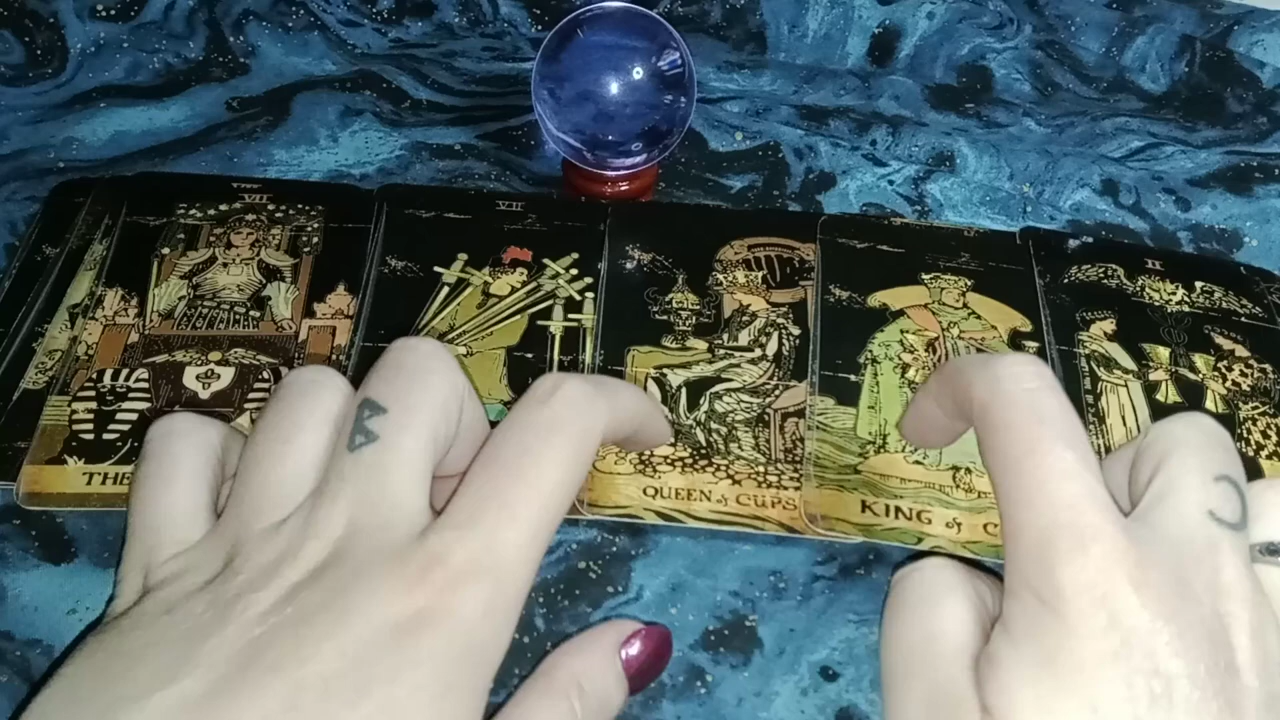 VII
VII
II
THE
QUEEN of CUPS
KING of C